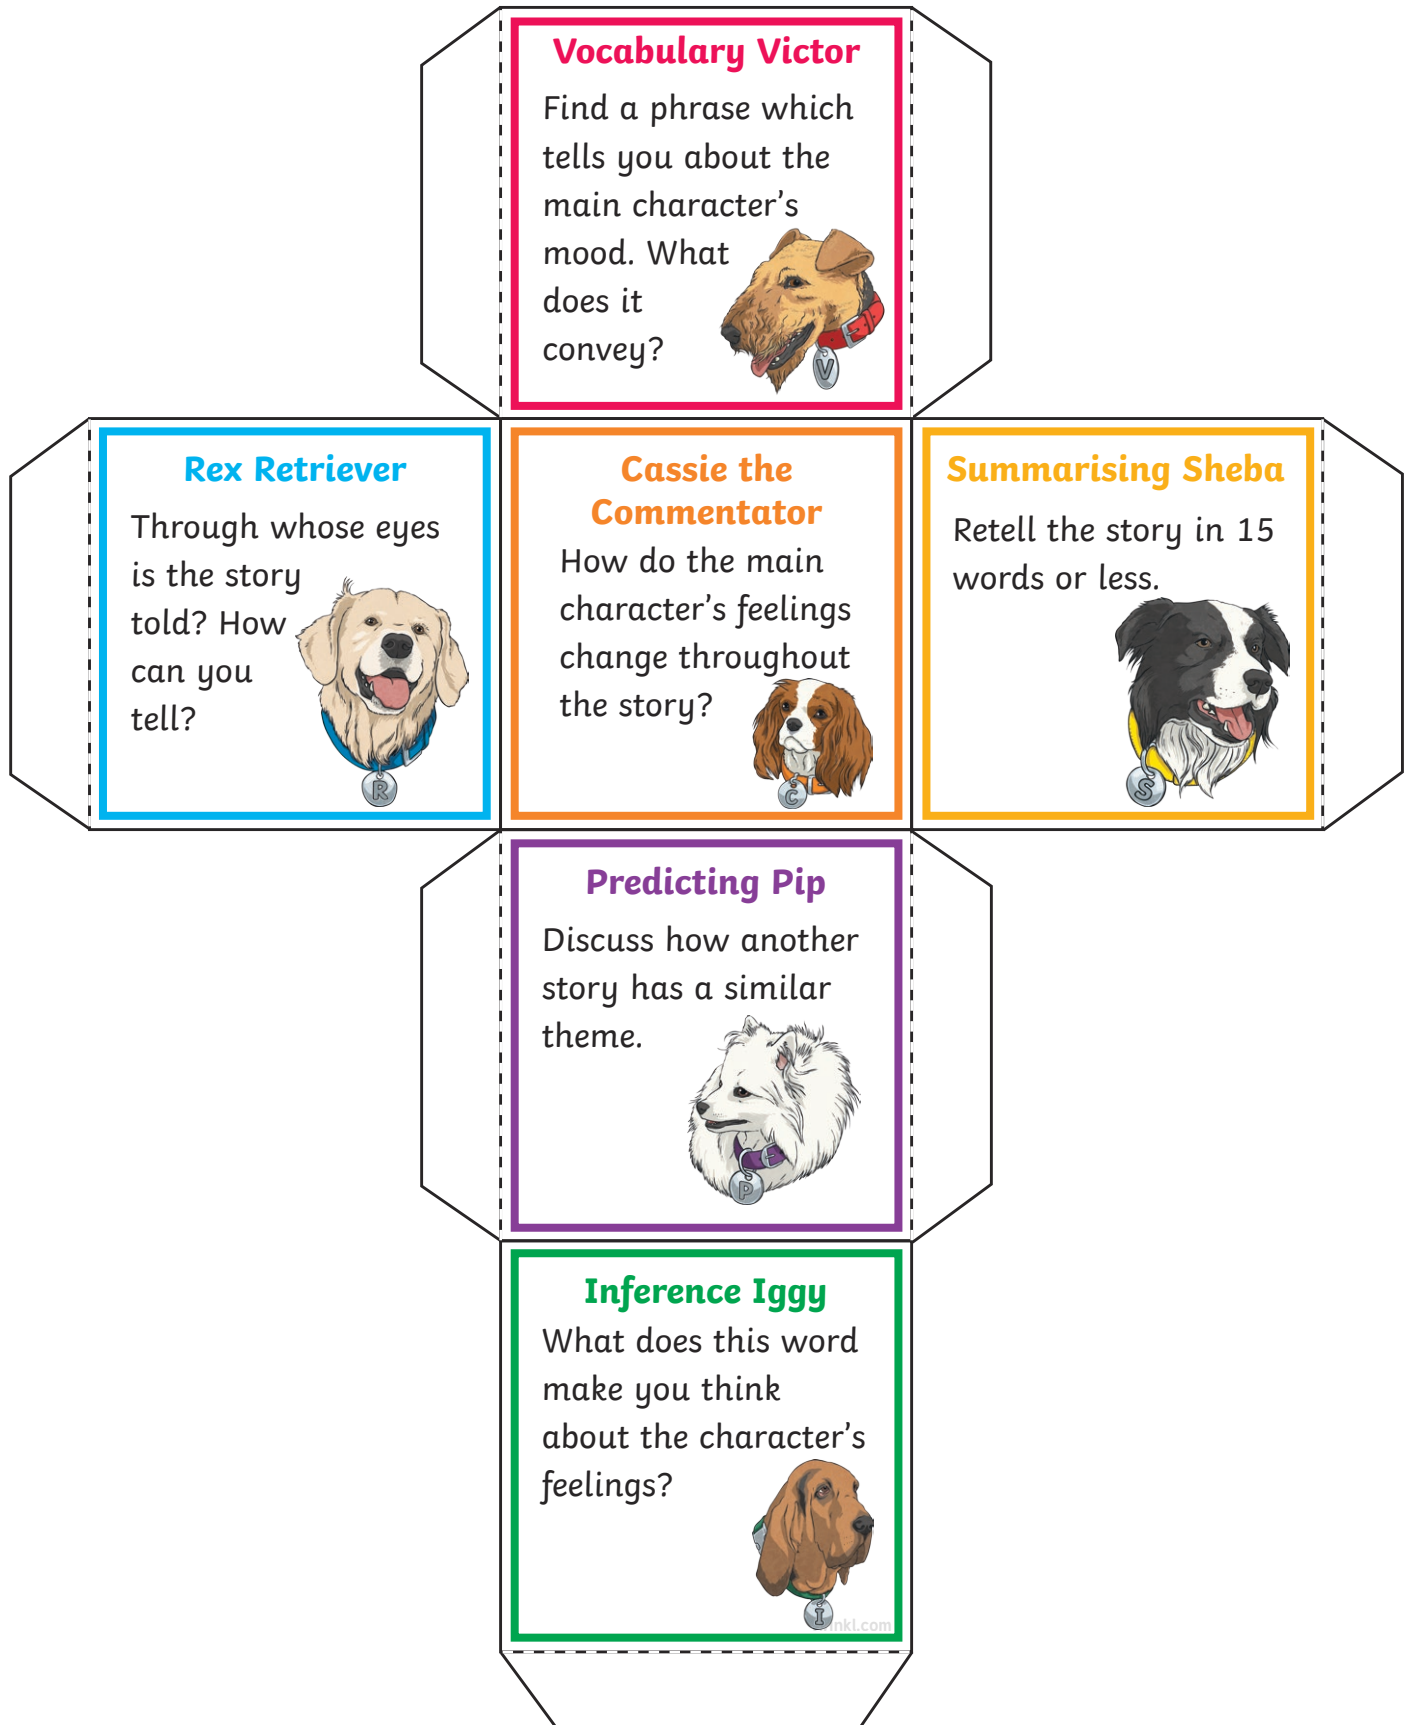 Vocabulary Victor
Find a phrase which
tells you about the
main character's
mood. What
does it
convey?
V
Rex Retriever
Through whose eyes
is the story
told? How
can you
tell?
R
Cassie the
Commentator
How do the main
character's feelings
change throughout
the story?
C
Summarising Sheba
Retell the story in 15
words or less.
S
Predicting Pip
Discuss how another
story has a similar
theme.
P
Inference Iggy
What does this word
make you think
about the character's
feelings?
I
inkl.com